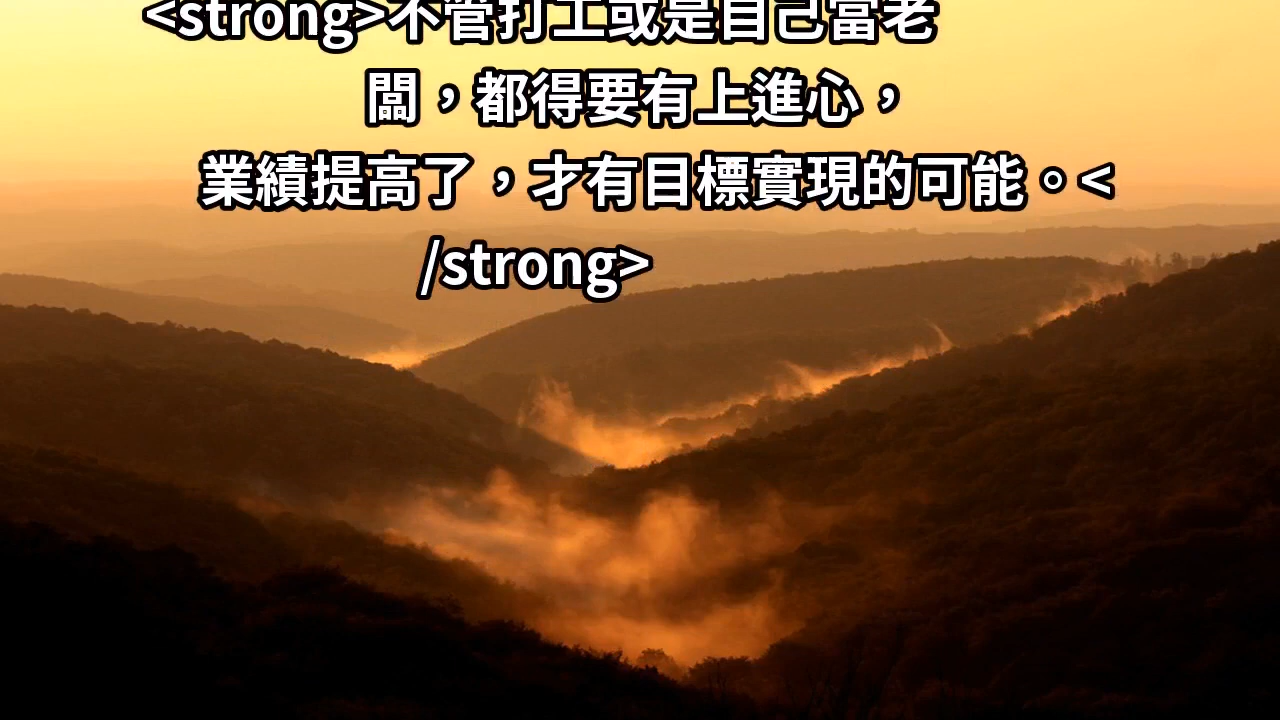 <strong>不管打工或是自己當老
闆，都得要有上進心，
業績提高了，才有目標實現的可能。<
/strong>